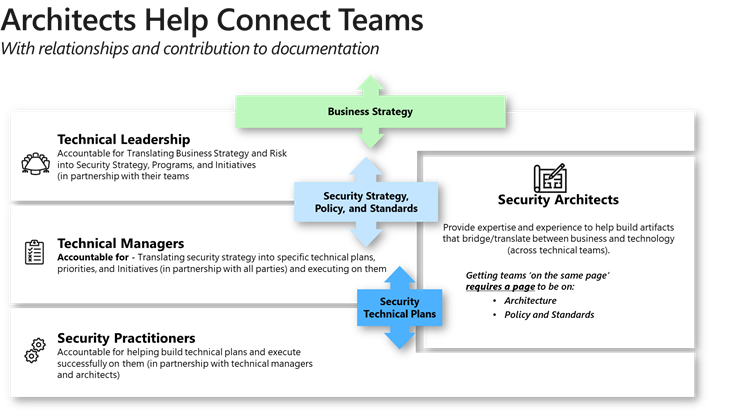 Architects Help Connect Teams
With relationships and contribution to documentation
Business Strategy
Technical Leadership
Accountable for Translating Business Strategy and Risk
into Security Strategy, Programs, and Initiatives
(in partnership with their teams
Security Strategy,
Policy, and Standards
Technical Managers
Accountable for - Translating security strategy into specific technical plans,
priorities, and Initiatives (in partnership with all parties) and executing on them
Security
Technical Plans
Security Practitioners
Accountable for helping build technical plans and execute
successfully on them (in partnership with technical managers
and architects)
Security Architects
Provide expertise and experience to help build artifacts
that bridge/translate between business and technology
(across technical teams).
Getting teams 'on the same page'
requires a page to be on:
• Architecture
• Policy and Standards